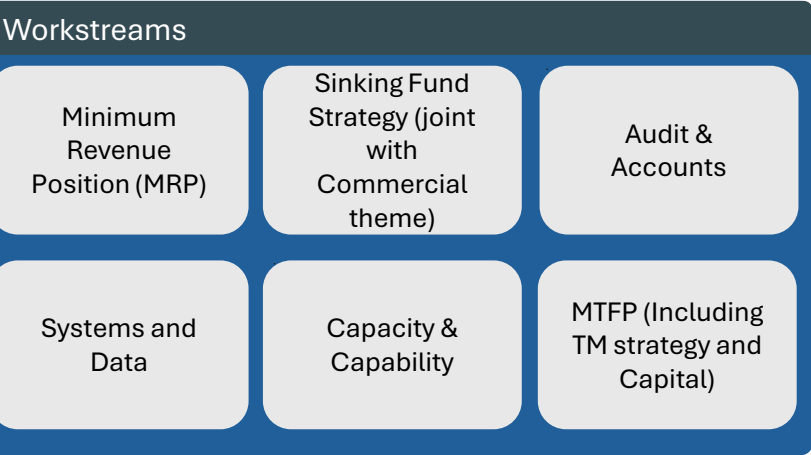 Workstreams
Minimum
Revenue
Position (MRP)
Sinking Fund
Strategy (joint
with
Commercial
theme)
Audit &
Accounts
Systems and
Data
Capacity &
Capability
MTFP (Including
TM strategy and
Capital)